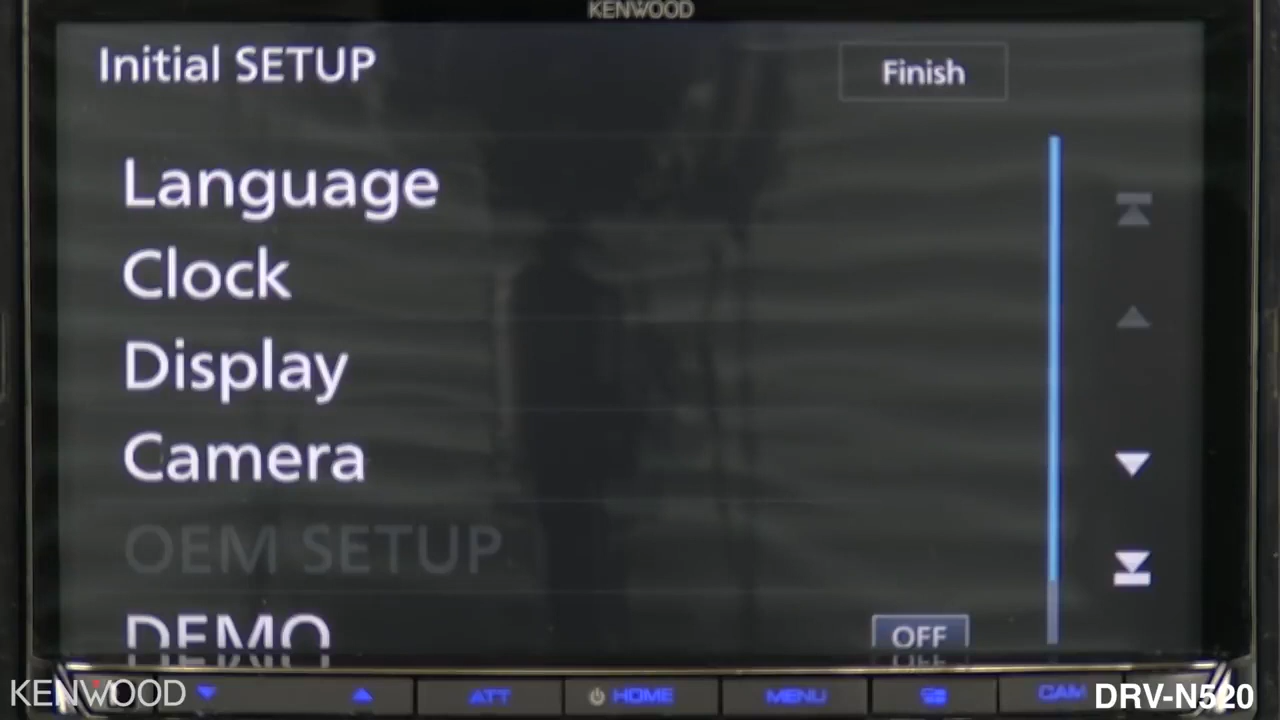 KENWOOD
Initial SETUP
Finish
Language
Clock
Display
Camera
OEM SETUP
DEMO OFF
KENWOOD
ATT HOME MENU CAM
DRV-N520